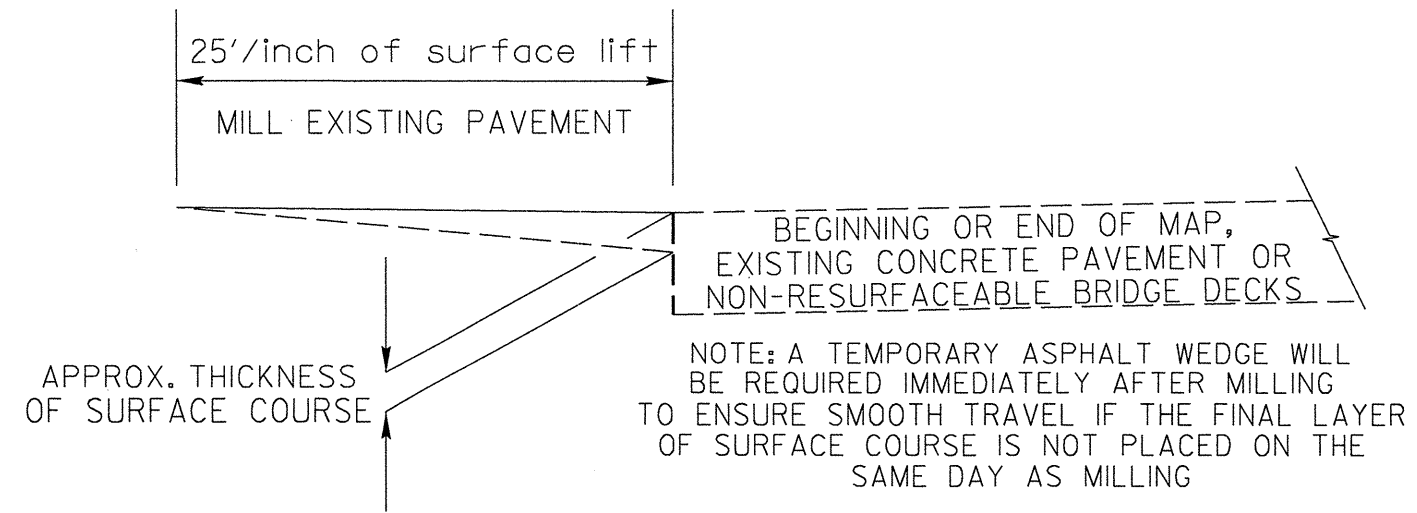 25'/inch of surface lift
MILL EXISTING PAVEMENT
BEGINNING OR END OF MAP,
EXISTING CONCRETE PAVEMENT OR
NON-RESURFACEABLE BRIDGE DECKS
APPROX. THICKNESS
OF SURFACE COURSE
NOTE: A TEMPORARY ASPHALT WEDGE WILL
BE REQUIRED IMMEDIATELY AFTER MILLING
TO ENSURE SMOOTH TRAVEL IF THE FINAL LAYER
OF SURFACE COURSE IS NOT PLACED ON THE
SAME DAY AS MILLING